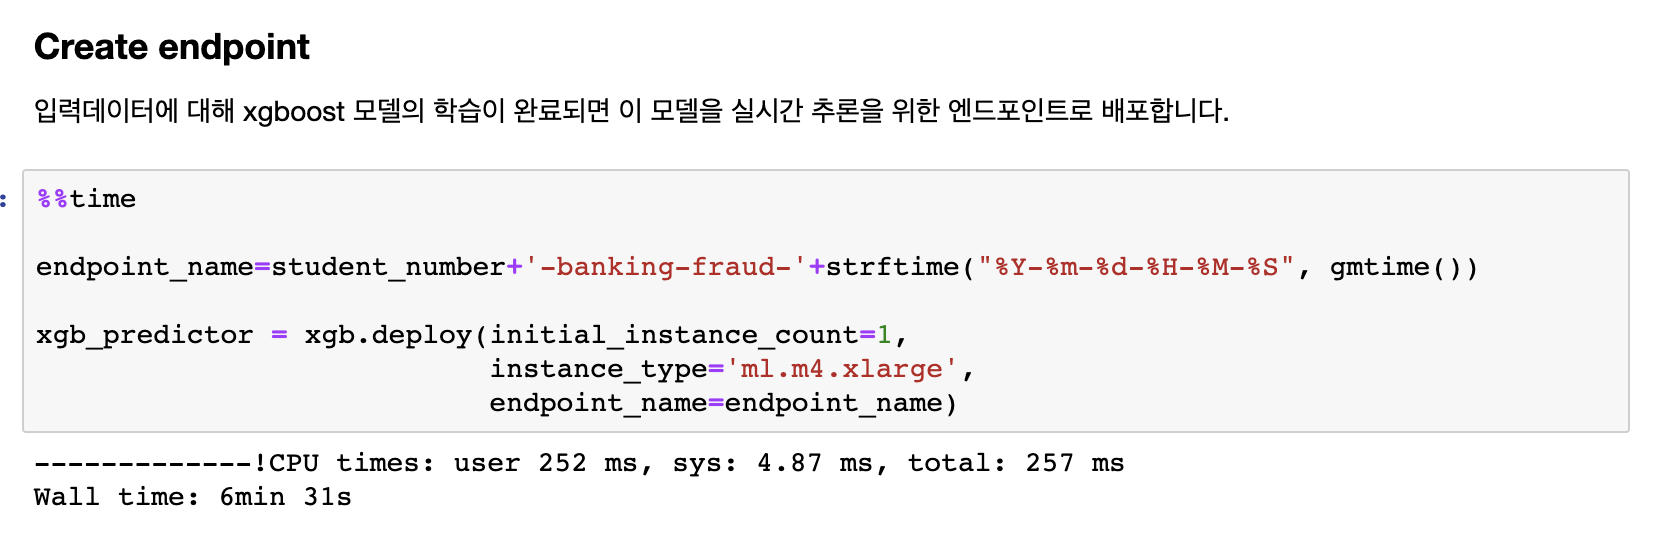 Create endpoint
입력데이터에 대해 xgboost 모델의 학습이 완료되면 이 모델을 실시간 추론을 위한 엔드포인트로 배포합니다.
:
%%time
endpoint_name=student_number+'-banking-fraud-'+strftime("%Y-%m-%d-%H-%M-%S", gmtime())
xgb_predictor = xgb.deploy(initial_instance_count=1,
instance_type='ml.m4.xlarge',
endpoint_name=endpoint_name)
-------------!CPU times: user 252 ms, sys: 4.87 ms, total: 257 ms
Wall time: 6min 31s